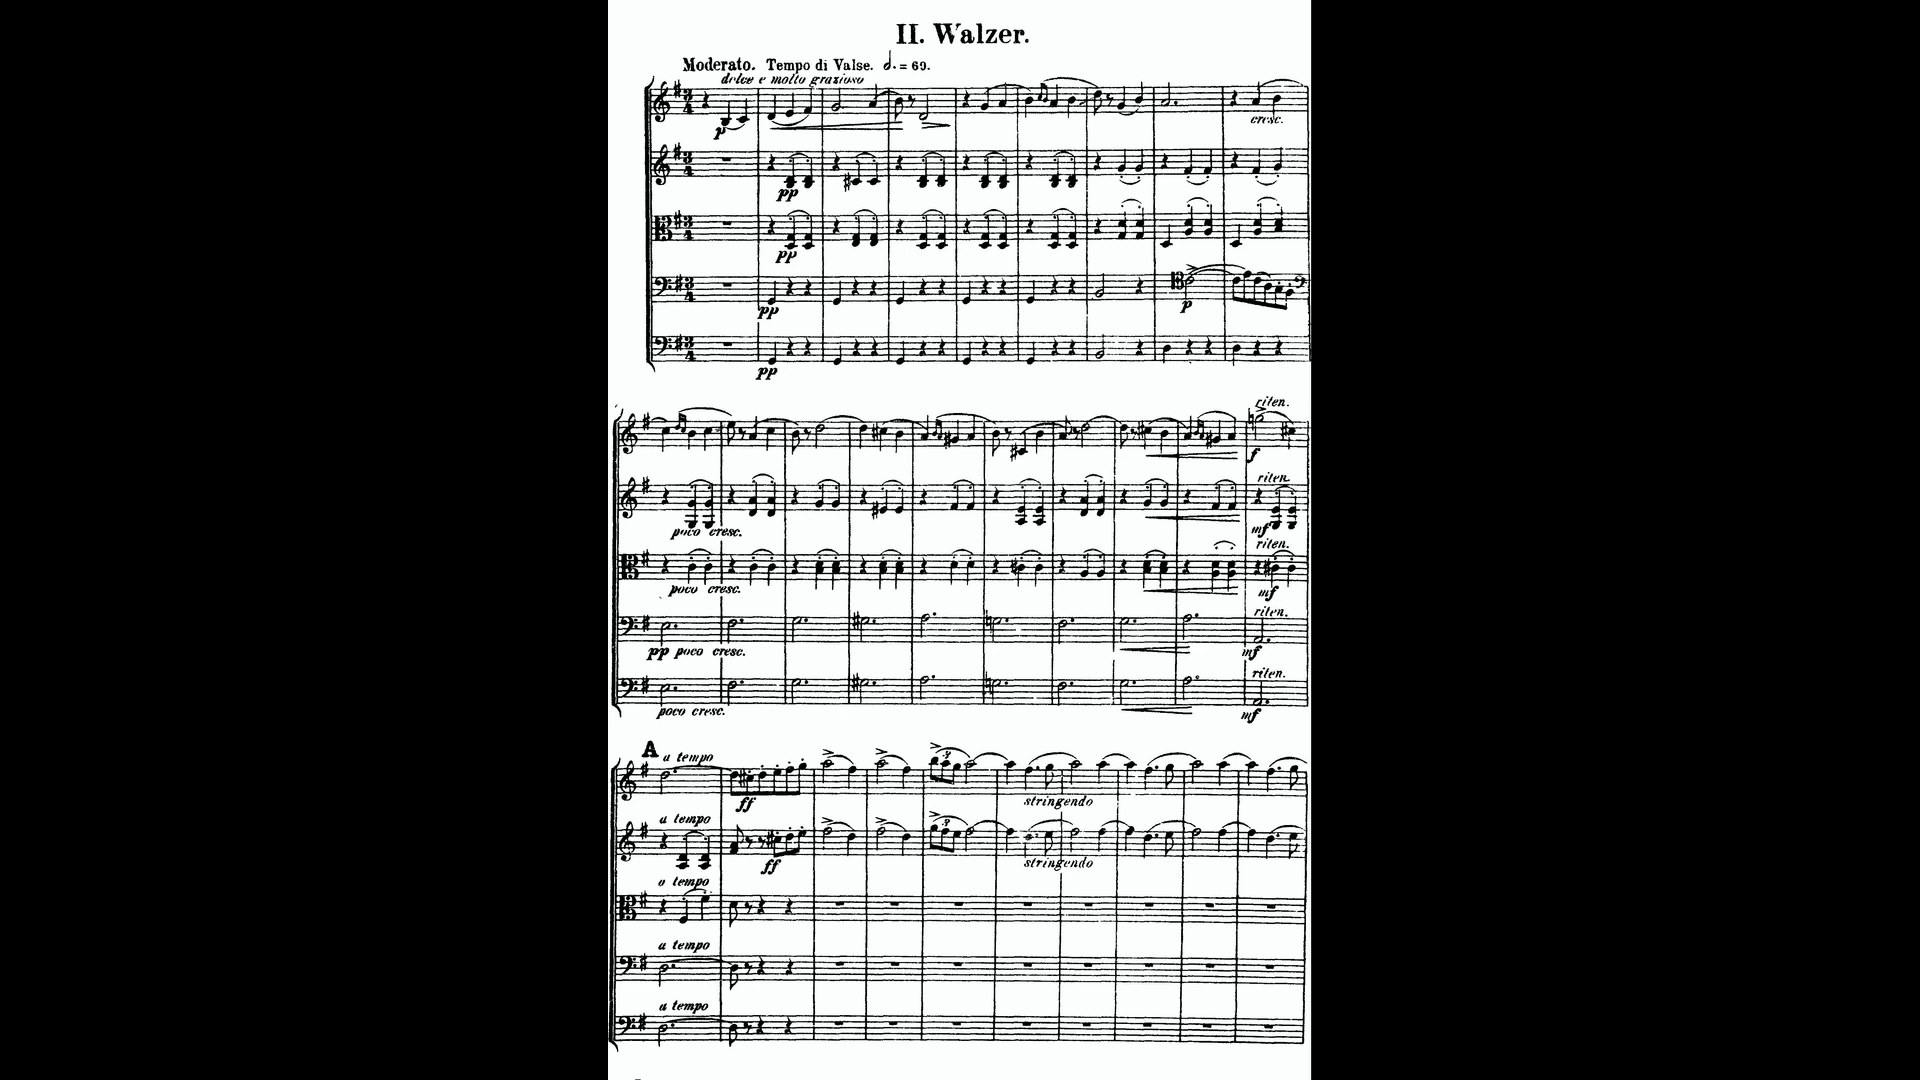 II. Walzer.
Moderato. Tempo di Valse. 𝅗𝅥. = 69.
dolce e molto grazioso
p
cresc.
pp
pp
pp
p
pp
riten.
f
riten.
poco cresc.
mf
riten.
poco cresc.
mf
riten.
pp poco cresc.
mf
riten.
poco cresc.
mf
A
a tempo
ff
stringendo
a tempo
ff
stringendo
a tempo
a tempo
a tempo